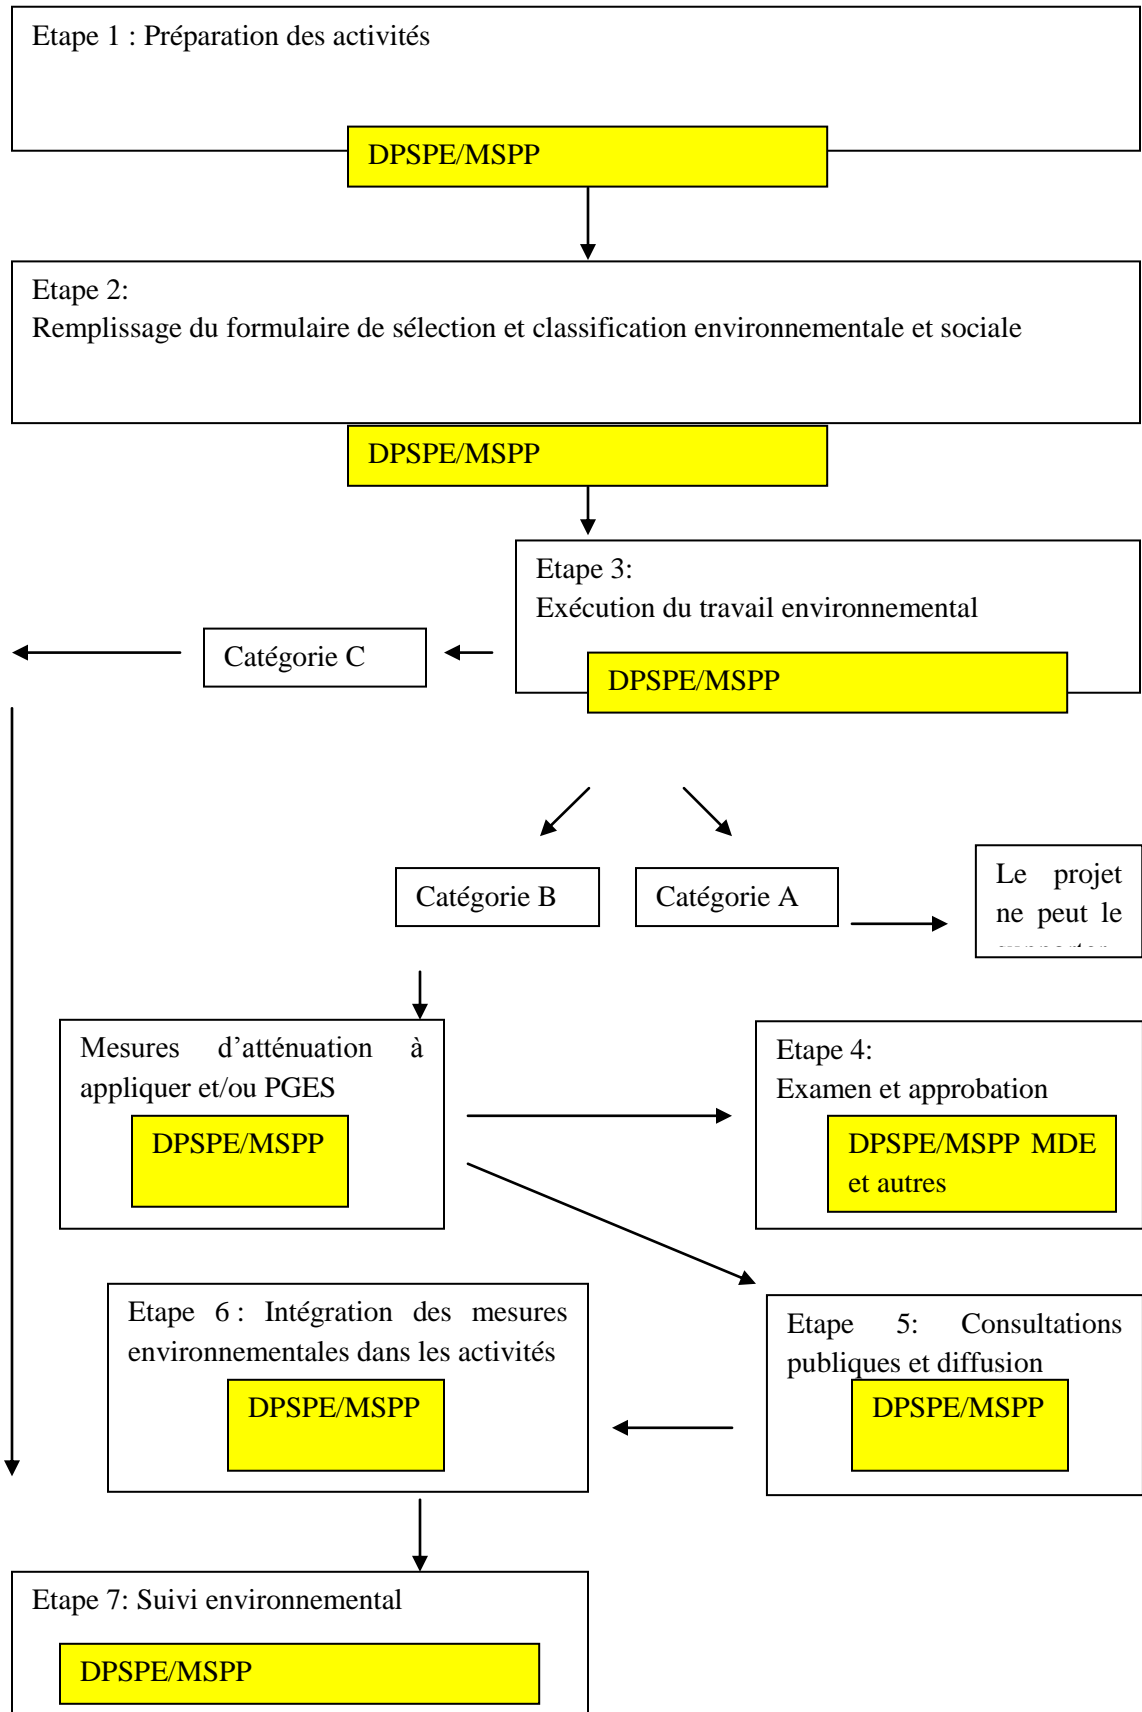 Etape 1 : Préparation des activités
DPSPE/MSPP
Etape 2:
Remplissage du formulaire de sélection et classification environnementale et sociale
DPSPE/MSPP
Etape 3:
Exécution du travail environnemental
DPSPE/MSPP
Catégorie C
Catégorie B
Catégorie A
Le projet
ne peut le
Mesures d’atténuation à
appliquer et/ou PGES
DPSPE/MSPP
Etape 4:
Examen et approbation
DPSPE/MSPP MDE
et autres
Etape 5: Consultations
publiques et diffusion
DPSPE/MSPP
Etape 6 : Intégration des mesures
environnementales dans les activités
DPSPE/MSPP
Etape 7: Suivi environnemental
DPSPE/MSPP